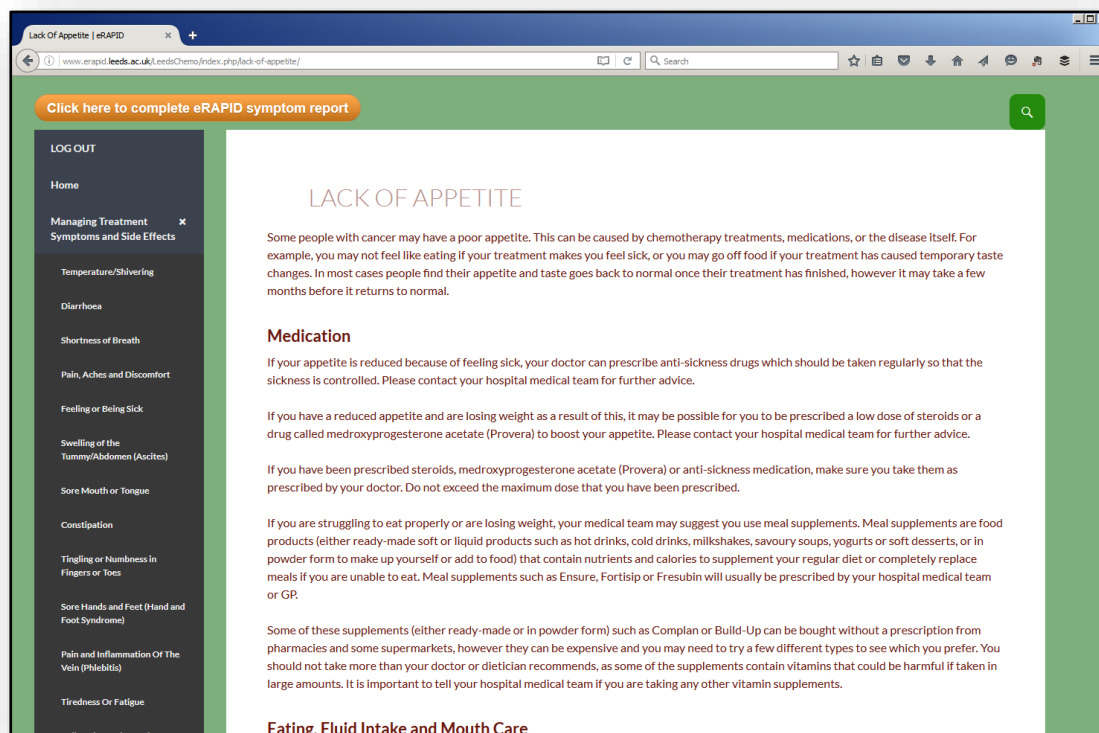 Lack Of Appetite | eRAPID
www.erapid.leeds.ac.uk/LeedsChemo/index.php/lack-of-appetite/
Search
Click here to complete eRAPID symptom report
LOG OUT
Home
Managing Treatment
Symptoms and Side Effects
Temperature/Shivering
Diarrhoea
Shortness of Breath
Pain, Aches and Discomfort
Feeling or Being Sick
Swelling of the
Tummy/Abdomen (Ascites)
Sore Mouth or Tongue
Constipation
Tingling or Numbness in
Fingers or Toes
Sore Hands and Feet (Hand and
Foot Syndrome)
Pain and Inflammation Of The
Vein (Phlebitis)
Tiredness Or Fatigue
LACK OF APPETITE
Some people with cancer may have a poor appetite. This can be caused by chemotherapy treatments, medications, or the disease itself. For
example, you may not feel like eating if your treatment makes you feel sick, or you may go off food if your treatment has caused temporary taste
changes. In most cases people find their appetite and taste goes back to normal once their treatment has finished, however it may take a few
months before it returns to normal.
Medication
If your appetite is reduced because of feeling sick, your doctor can prescribe anti-sickness drugs which should be taken regularly so that the
sickness is controlled. Please contact your hospital medical team for further advice.
If you have a reduced appetite and are losing weight as a result of this, it may be possible for you to be prescribed a low dose of steroids or a
drug called medroxyprogesterone acetate (Provera) to boost your appetite. Please contact your hospital medical team for further advice.
If you have been prescribed steroids, medroxyprogesterone acetate (Provera) or anti-sickness medication, make sure you take them as
prescribed by your doctor. Do not exceed the maximum dose that you have been prescribed.
If you are struggling to eat properly or are losing weight, your medical team may suggest you use meal supplements. Meal supplements are food
products (either ready-made soft or liquid products such as hot drinks, cold drinks, milkshakes, savoury soups, yogurts or soft desserts, or in
powder form to make up yourself or add to food) that contain nutrients and calories to supplement your regular diet or completely replace
meals if you are unable to eat. Meal supplements such as Ensure, Fortisip or Fresubin will usually be prescribed by your hospital medical team
or GP.
Some of these supplements (either ready-made or in powder form) such as Complan or Build-Up can be bought without a prescription from
pharmacies and some supermarkets, however they can be expensive and you may need to try a few different types to see which you prefer. You
should not take more than your doctor or dietician recommends, as some of the supplements contain vitamins that could be harmful if taken in
large amounts. It is important to tell your hospital medical team if you are taking any other vitamin supplements.
Eating, Fluid Intake and Mouth Care